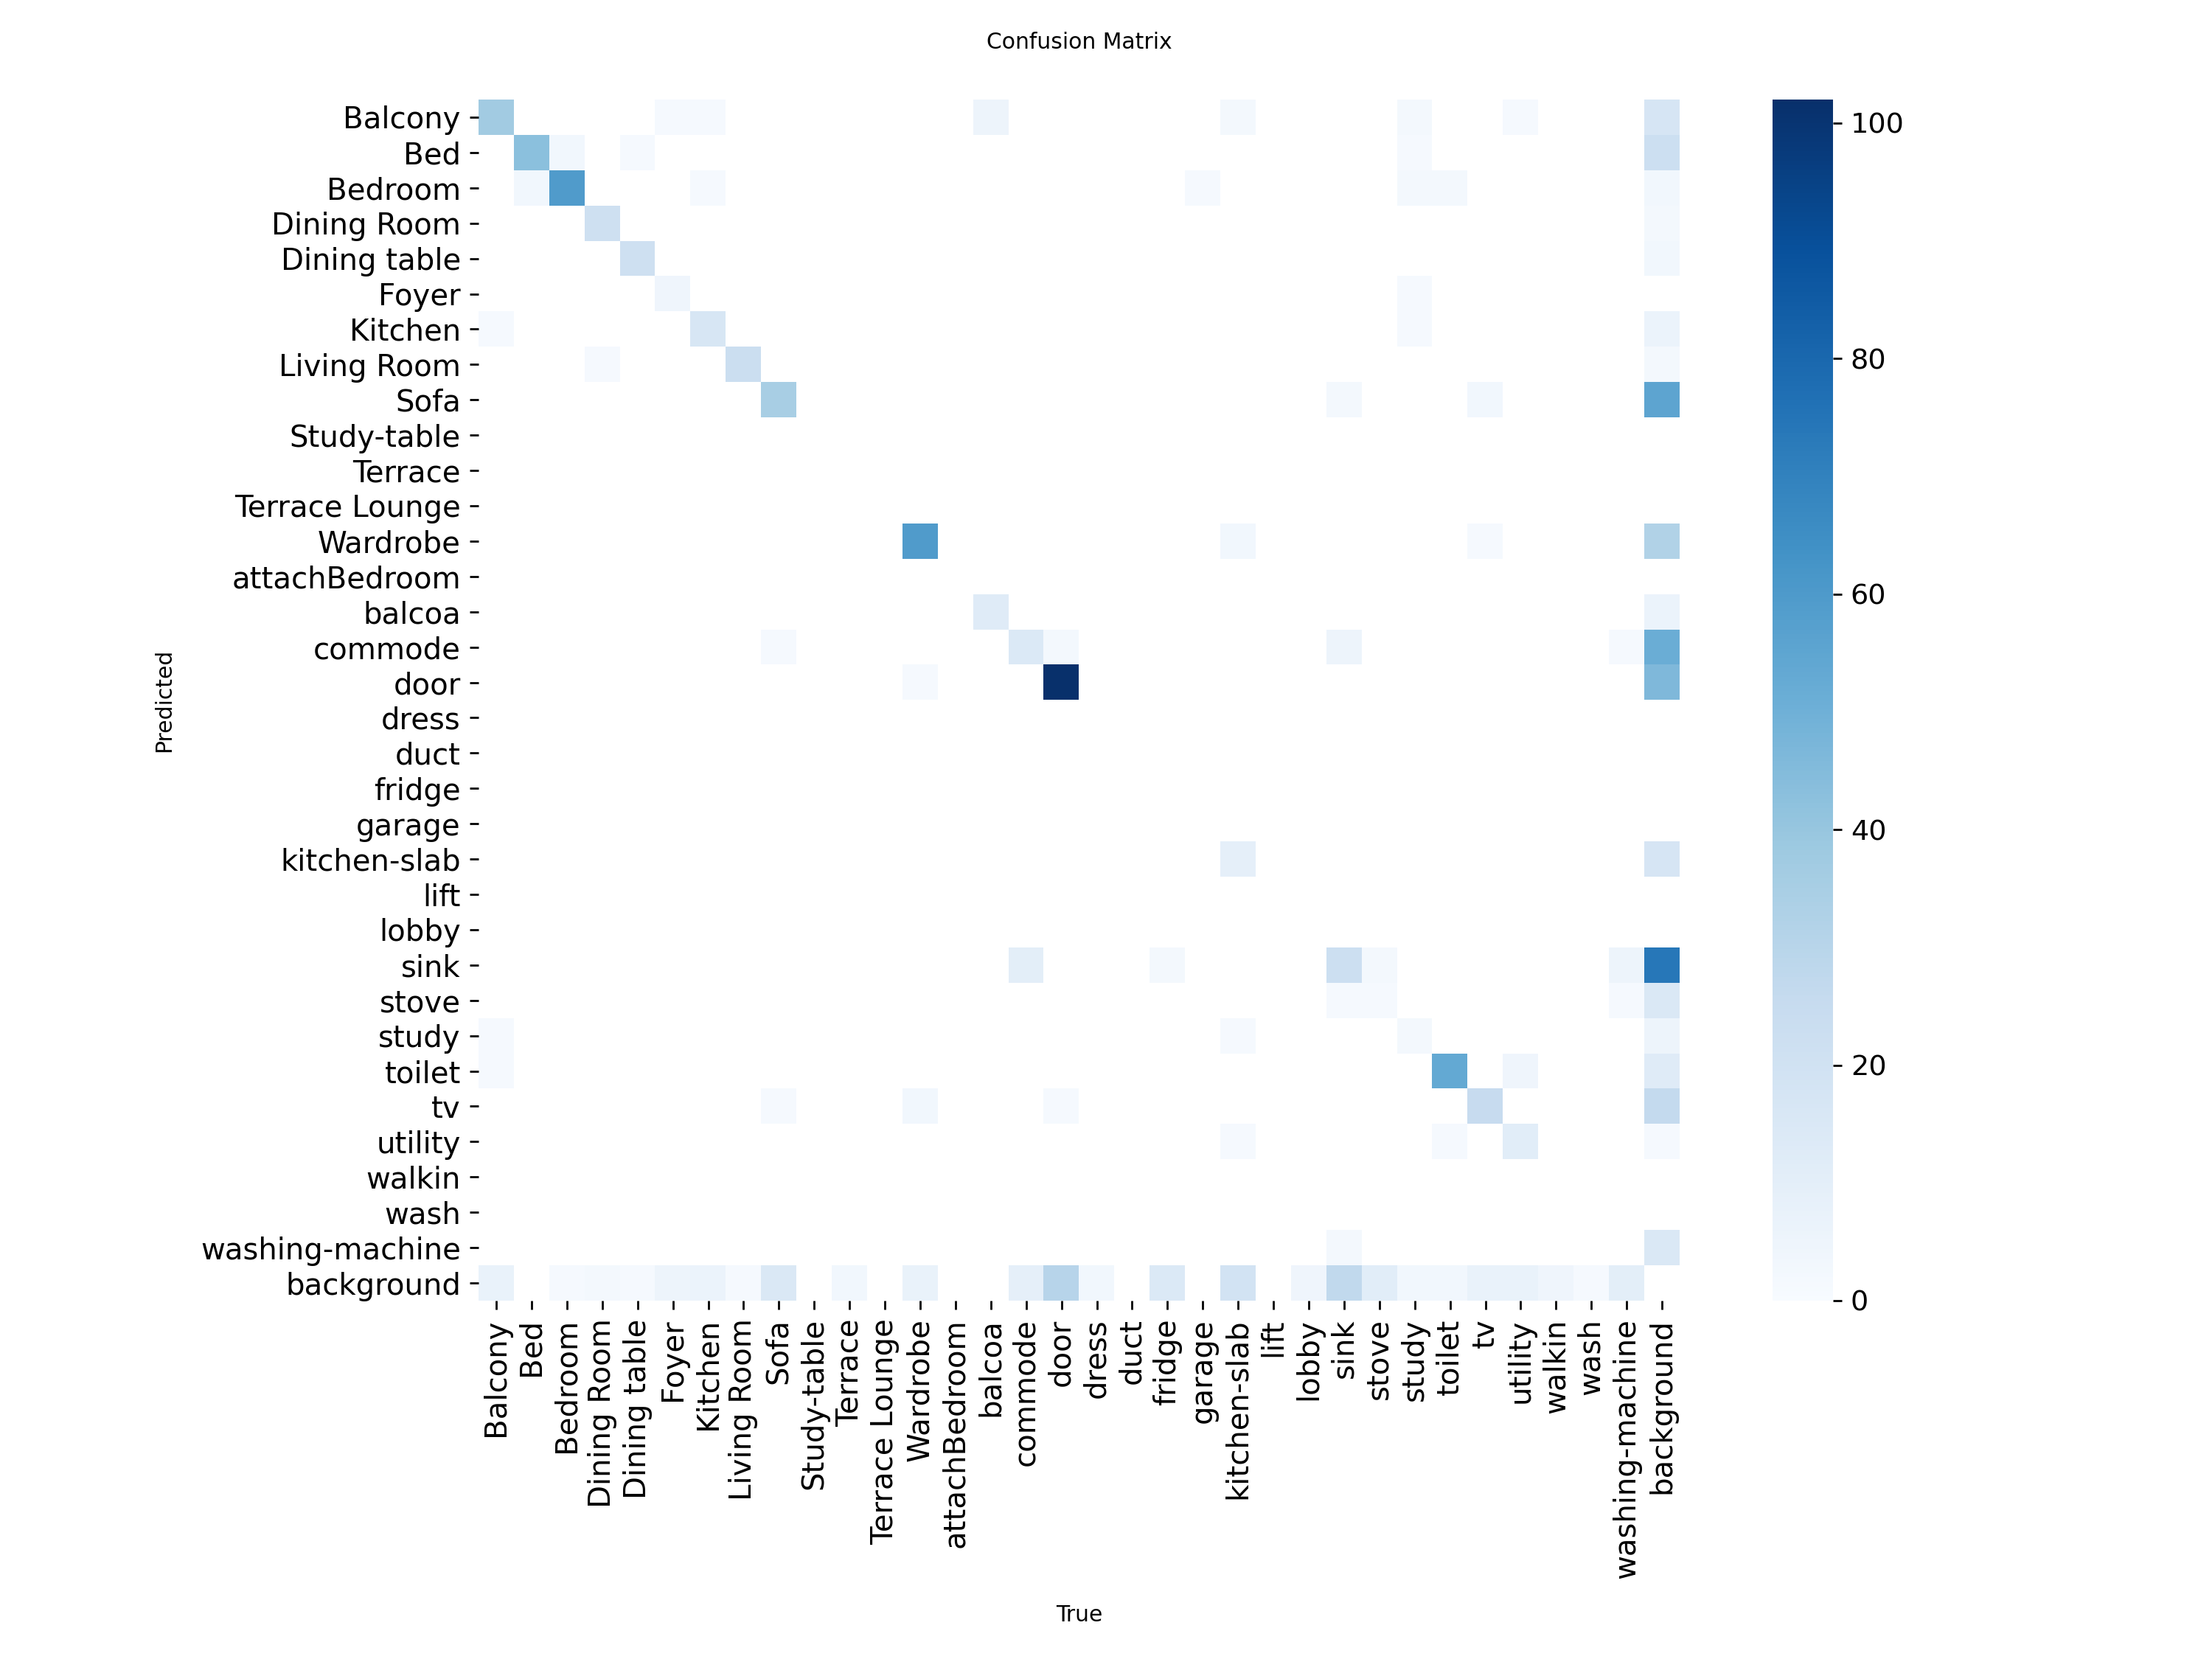 Confusion Matrix
Balcony
Bed
Bedroom
Dining Room
Dining table
Foyer
Kitchen
Living Room
Sofa
Study-table
Terrace
Terrace Lounge
Wardrobe
attachBedroom
balcoa
commode
door
dress
duct
fridge
garage
kitchen-slab
lift
lobby
sink
stove
study
toilet
tv
utility
walkin
wash
washing-machine
background
Predicted
Balcony
Bed
Bedroom
Dining Room
Dining table
Foyer
Kitchen
Living Room
Sofa
Study-table
Terrace
Terrace Lounge
Wardrobe
attachBedroom
balcoa
commode
door
dress
duct
fridge
garage
kitchen-slab
lift
lobby
sink
stove
study
toilet
tv
utility
walkin
wash
washing-machine
background
True
100
80
60
40
20
0